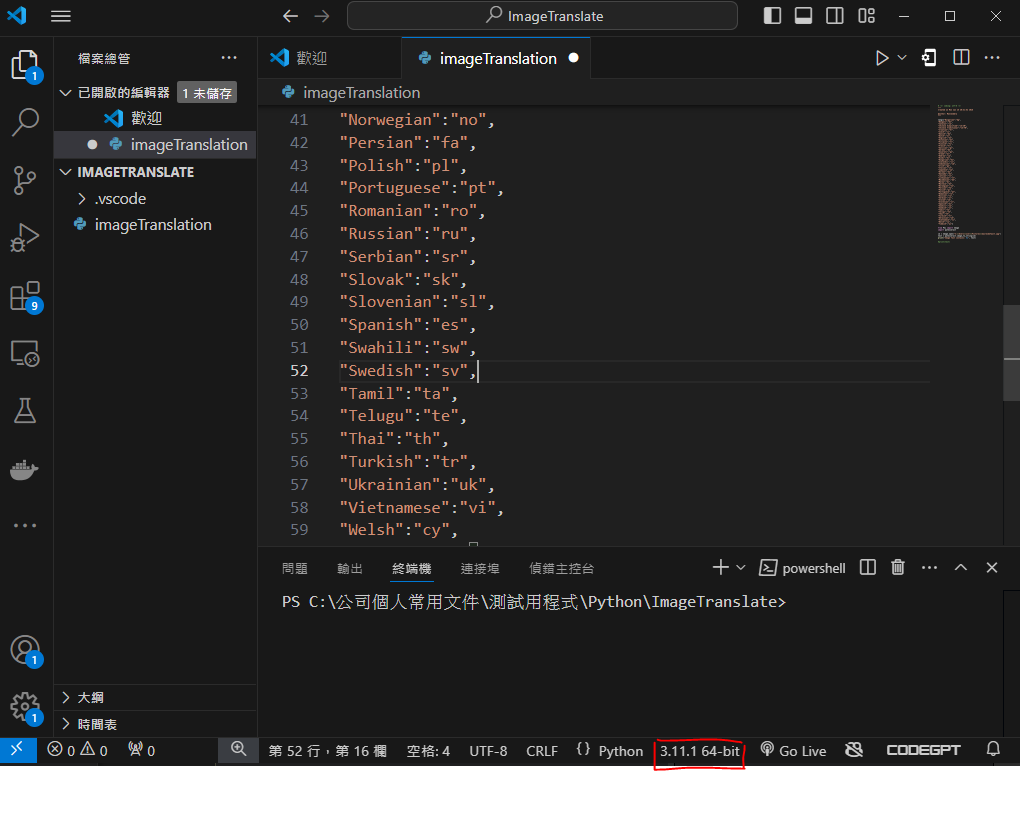 ImageTranslate
檔案總管
歡迎
imageTranslation
已開啟的編輯器 1 未儲存
歡迎
imageTranslation
IMAGETRANSLATE
.vscode
imageTranslation
大綱
時間表
1
9
1
1
imageTranslation
41 "Norwegian":"no",
42 "Persian":"fa",
43 "Polish":"pl",
44 "Portuguese":"pt",
45 "Romanian":"ro",
46 "Russian":"ru",
47 "Serbian":"sr",
48 "Slovak":"sk",
49 "Slovenian":"sl",
50 "Spanish":"es",
51 "Swahili":"sw",
52 "Swedish":"sv",
53 "Tamil":"ta",
54 "Telugu":"te",
55 "Thai":"th",
56 "Turkish":"tr",
57 "Ukrainian":"uk",
58 "Vietnamese":"vi",
59 "Welsh":"cy",
問題 輸出 終端機 連接埠 偵錯主控台 powershell
PS C:\公司個人常用文件\測試用程式\Python\ImageTranslate>
0 0 0 第 52 行，第 16 欄 空格: 4 UTF-8 CRLF {} Python 3.11.1 64-bit Go Live CODEGPT